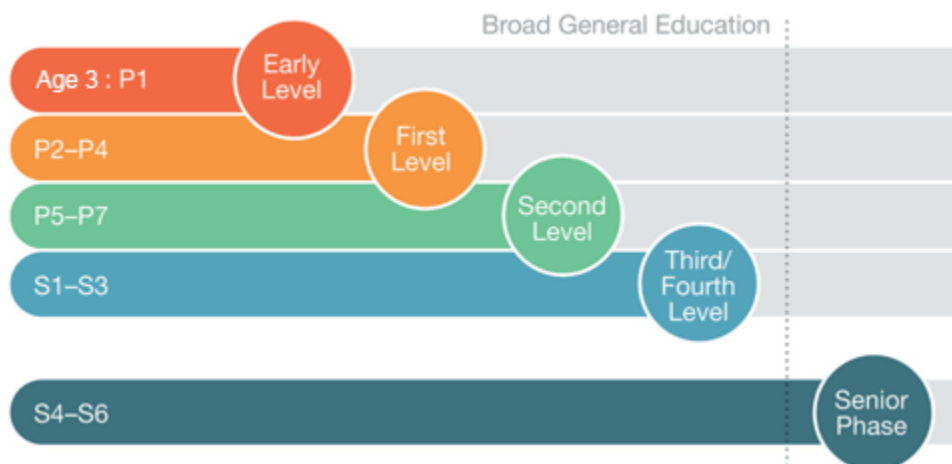 Broad General Education
Age 3 : P1
Early
Level
P2–P4
First
Level
P5–P7
Second
Level
S1–S3
Third/
Fourth
Level
S4–S6
Senior
Phase